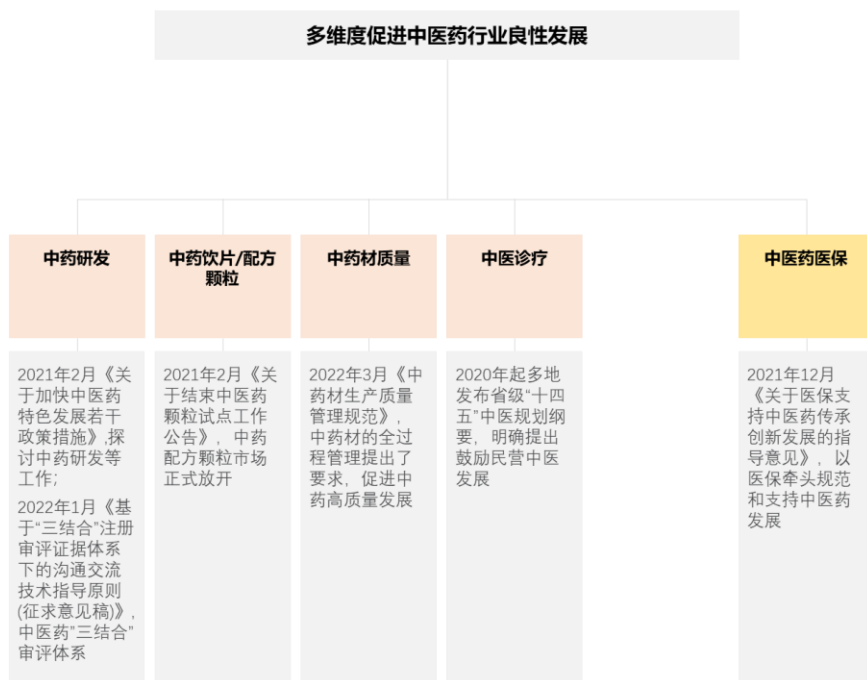 多维度促进中医药行业良性发展
中药研发
2021年2月《关
于加快中医药
特色发展若干
政策措施》,探
讨中药研发等
工作;
2022年1月《基
于“三结合”注册
审评证据体系
下的沟通交流
技术指导原则
(征求意见稿)》,
中医药“三结合”
审评体系
中药饮片/配方
颗粒
2021年2月《关
于结束中医药
颗粒试点工作
公告》，中药
配方颗粒市场
正式放开
中药材质量
2022年3月《中
药材生产质量
管理规范》，
中药材的全过
程管理提出了
要求，促进中
药高质量发展
中医诊疗
2020年起多地
发布省级“十四
五”中医规划纲
要，明确提出
鼓励民营中医
发展
中医药医保
2021年12月
《关于医保支
持中医药传承
创新发展的指
导意见》，以
医保牵头规范
和支持中医药
发展